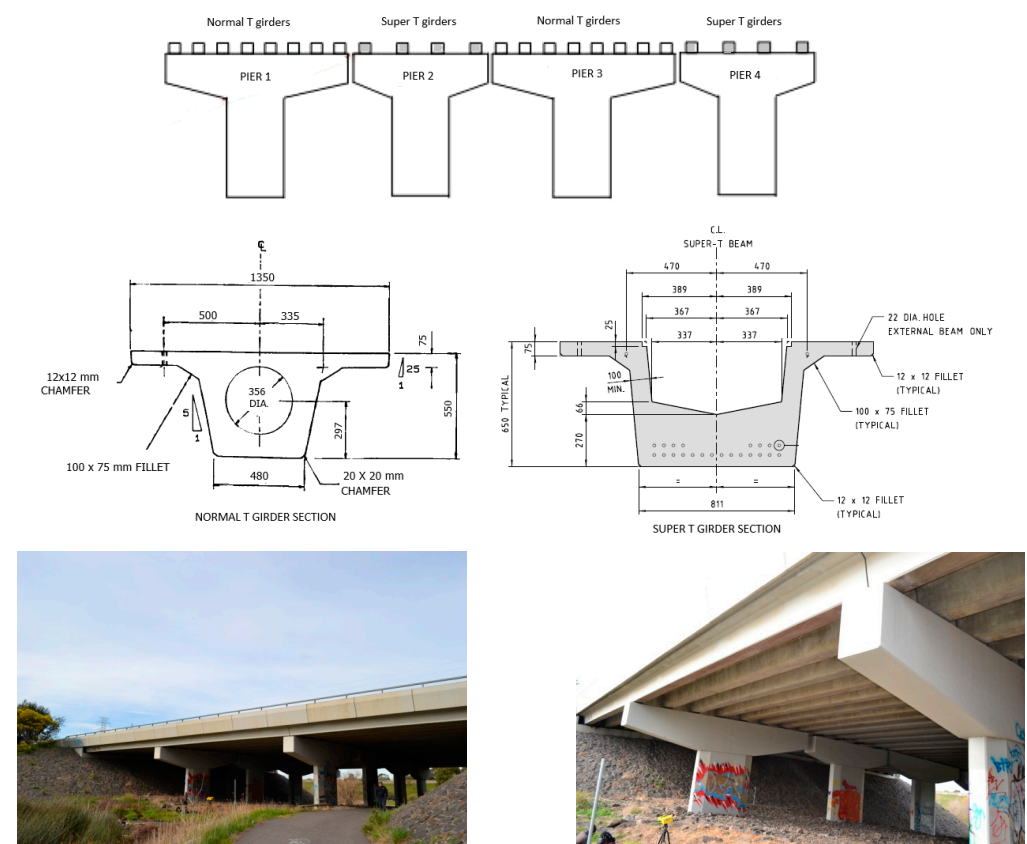 Normal T girders
Super T girders
Normal T girders
Super T girders
PIER 1
PIER 2
PIER 3
PIER 4
C.L.
SUPER-T BEAM
℄
1350
500
335
75
25
1
12x12 mm
CHAMFER
356
DIA.
5
1
297
550
100 x 75 mm FILLET
480
20 X 20 mm
CHAMFER
NORMAL T GIRDER SECTION
470
470
389
389
367
367
337
337
25
75
22 DIA. HOLE
EXTERNAL BEAM ONLY
100
MIN.
12 x 12 FILLET
(TYPICAL)
650 TYPICAL
66
270
100 x 75 FILLET
(TYPICAL)
=
=
811
12 x 12 FILLET
(TYPICAL)
SUPER T GIRDER SECTION